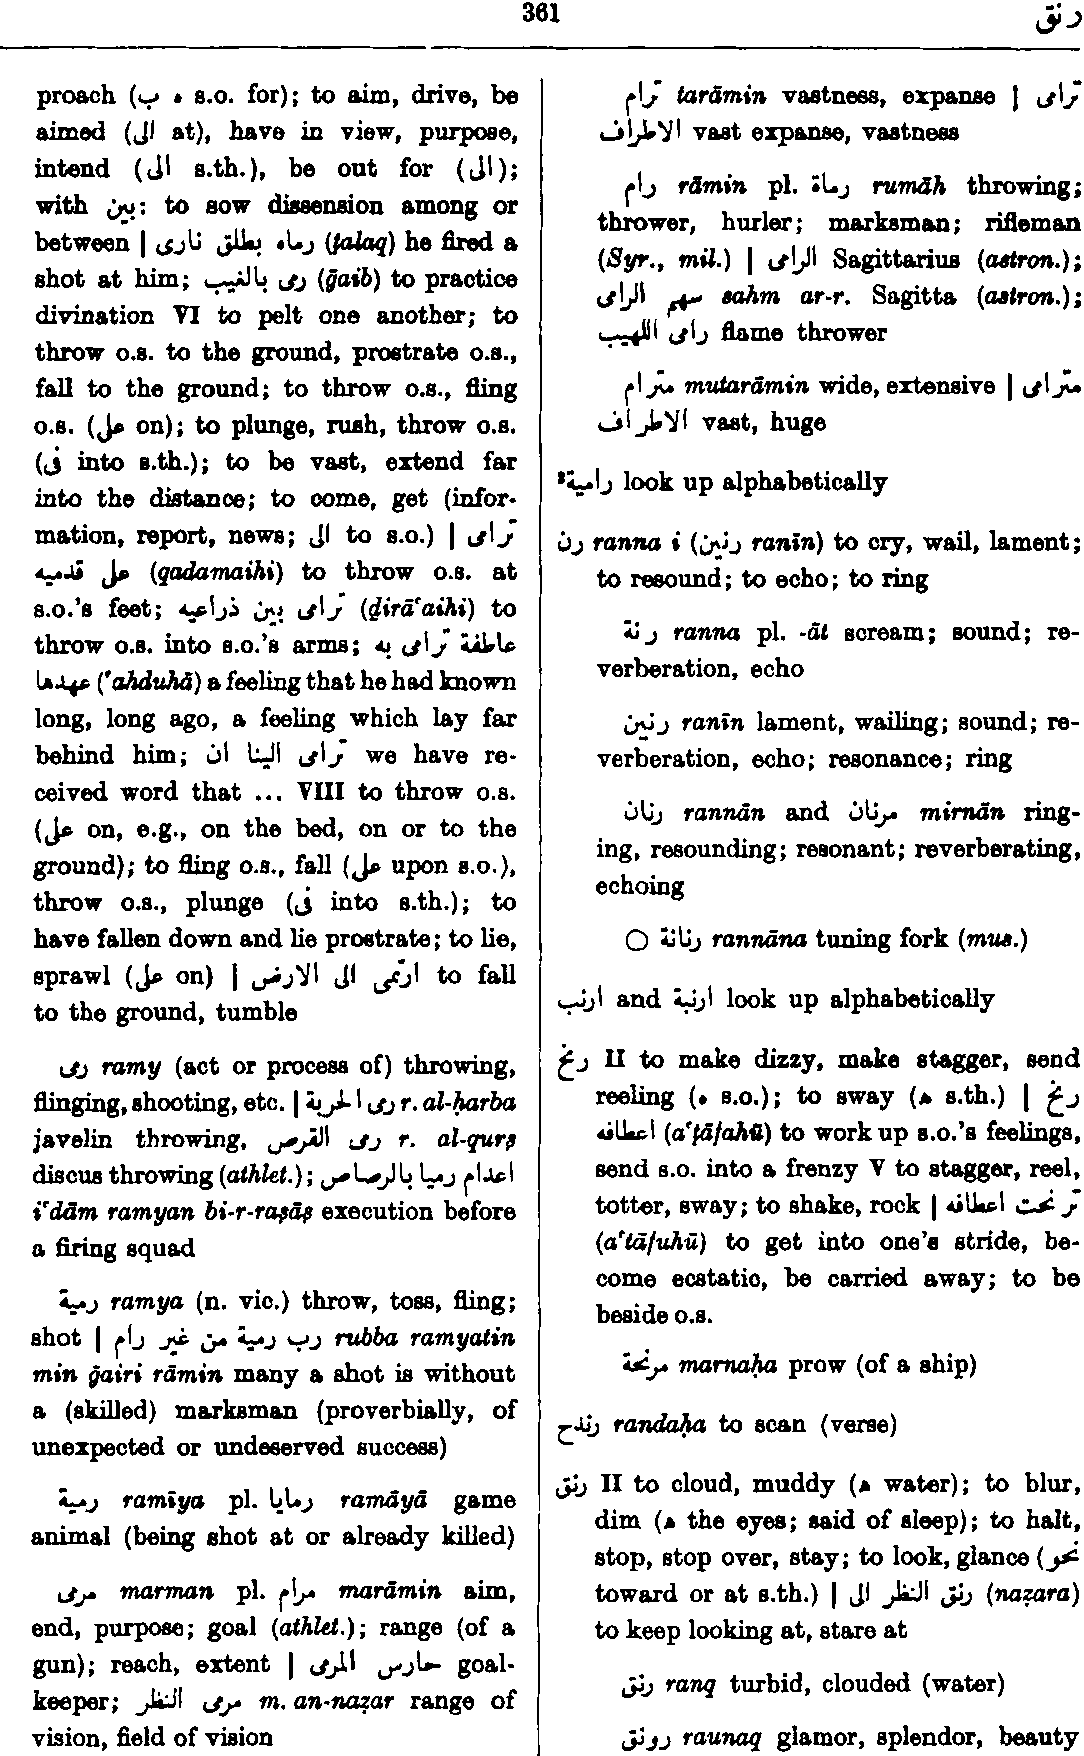 361
رنق
proach (ه ب s.o. for); to aim, drive, be
aimed (الى at), have in view, purpose,
intend (الى s.th.), be out for (الى);
with بين: to sow dissension among or
between | رماه بطلق نارى (ṭalaq) he fired a
shot at him; رمى بالغيب (ḡaib) to practice
divination VI to pelt one another; to
throw o.s. to the ground, prostrate o.s.,
fall to the ground; to throw o.s., fling
o.s. (على on); to plunge, rush, throw o.s.
(فى into s.th.); to be vast, extend far
into the distance; to come, get (infor-
mation, report, news; الى to s.o.) | ترامى
على قدميه (qadamaihi) to throw o.s. at
s.o.'s feet; ترامى بين ذراعيه (ḏirā‘aihi) to
throw o.s. into s.o.'s arms; عاطفة ترامى به
عهدها (‘ahduhā) a feeling that he had known
long, long ago, a feeling which lay far
behind him; ترامى الينا ان we have re-
ceived word that ... VIII to throw o.s.
(على on, e.g., on the bed, on or to the
ground); to fling o.s., fall (على upon s.o.),
throw o.s., plunge (فى into s.th.); to
have fallen down and lie prostrate; to lie,
sprawl (على on) | ارتمى الى الارض to fall
to the ground, tumble
رمى ramy (act or process of) throwing,
flinging, shooting, etc. | رمى الحربة r. al-ḥarba
javelin throwing, رمى القرص r. al-qurṣ
discus throwing (athlet.); اعدام رميا بالرصاص
i‘dām ramyan bi-r-raṣāṣ execution before
a firing squad
رمية ramya (n. vic.) throw, toss, fling;
shot | رب رمية من غير رام rubba ramyatin
min ḡairi rāmin many a shot is without
a (skilled) marksman (proverbially, of
unexpected or undeserved success)
رمية ramīya pl. رمايا ramāyā game
animal (being shot at or already killed)
مرمى marman pl. مرام marāmin aim,
end, purpose; goal (athlet.); range (of a
gun); reach, extent | حارس المرمى goal-
keeper; مرمى النظر m. an-naẓar range of
vision, field of vision
ترام tarāmin vastness, expanse | ترامى
الاطراف vast expanse, vastness
رام rāmin pl. رماة rumāh throwing;
thrower, hurler; marksman; rifleman
(Syr., mil.) | الرامى Sagittarius (astron.);
سهم الرامى sahm ar-r. Sagitta (astron.);
رامى اللهيب flame thrower
مترام mutarāmin wide, extensive | مترامى
الاطراف vast, huge
رامية² look up alphabetically
رن ranna i (رنين ranīn) to cry, wail, lament;
to resound; to echo; to ring
رنة ranna pl. -āt scream; sound; re-
verberation, echo
رنين ranīn lament, wailing; sound; re-
verberation, echo; resonance; ring
رنان rannān and مرنان mirnān ring-
ing, resounding; resonant; reverberating,
echoing
○ رنانة rannāna tuning fork (mus.)
ارنب and ارنبة look up alphabetically
رنح II to make dizzy, make stagger, send
reeling (ه s.o.); to sway (ه s.th.) | رنح
اعطافه (a‘ṭāfahū) to work up s.o.'s feelings,
send s.o. into a frenzy V to stagger, reel,
totter, sway; to shake, rock | ترنحت اعطافه
(a‘ṭāfuhū) to get into one's stride, be-
come ecstatic, be carried away; to be
beside o.s.
مرنحة marnaḥa prow (of a ship)
رندح randaḥa to scan (verse)
رنق II to cloud, muddy (ه water); to blur,
dim (ه the eyes; said of sleep); to halt,
stop, stop over, stay; to look, glance (نحو
toward or at s.th.) | رنق النظر الى (naẓara)
to keep looking at, stare at
رنق ranq turbid, clouded (water)
رونق raunaq glamor, splendor, beauty